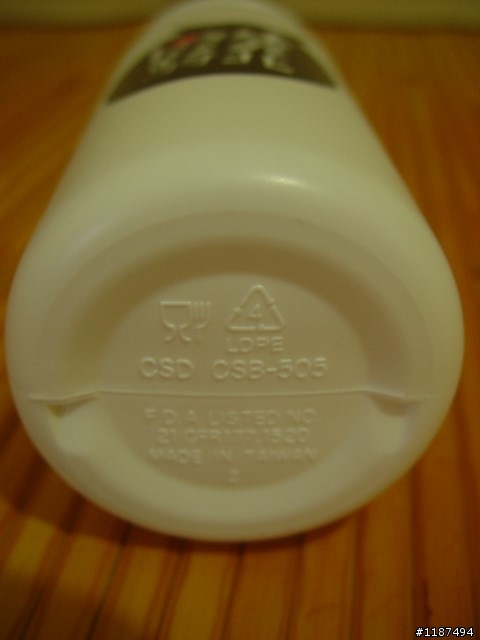 4
LDPE
CSD CSB-505
F.D.A. LISTED NO.
21 CFR177.1520
MADE IN TAIWAN
2
#1187494